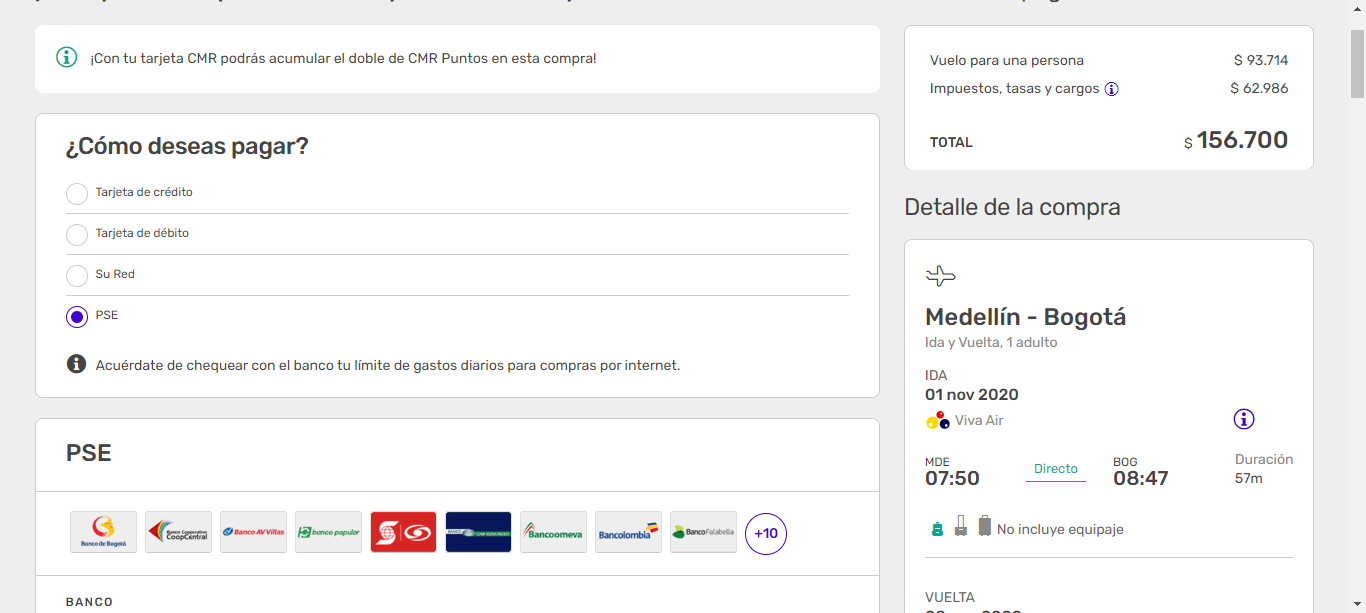 ¡Con tu tarjeta CMR podrás acumular el doble de CMR Puntos en esta compra!
¿Cómo deseas pagar?
Tarjeta de crédito
Tarjeta de débito
Su Red
PSE
Acuérdate de chequear con el banco tu límite de gastos diarios para compras por internet.
PSE
Banco de Bogotá
Banco Cooperativo CoopCentral
Banco AV Villas
banco popular
Bancoomeva
Bancolombia
Banco Falabella
+10
BANCO
Vuelo para una persona $ 93.714
Impuestos, tasas y cargos $ 62.986
TOTAL $ 156.700
Detalle de la compra
Medellín - Bogotá
Ida y Vuelta, 1 adulto
IDA
01 nov 2020
Viva Air
MDE Directo BOG Duración
07:50 08:47 57m
No incluye equipaje
VUELTA